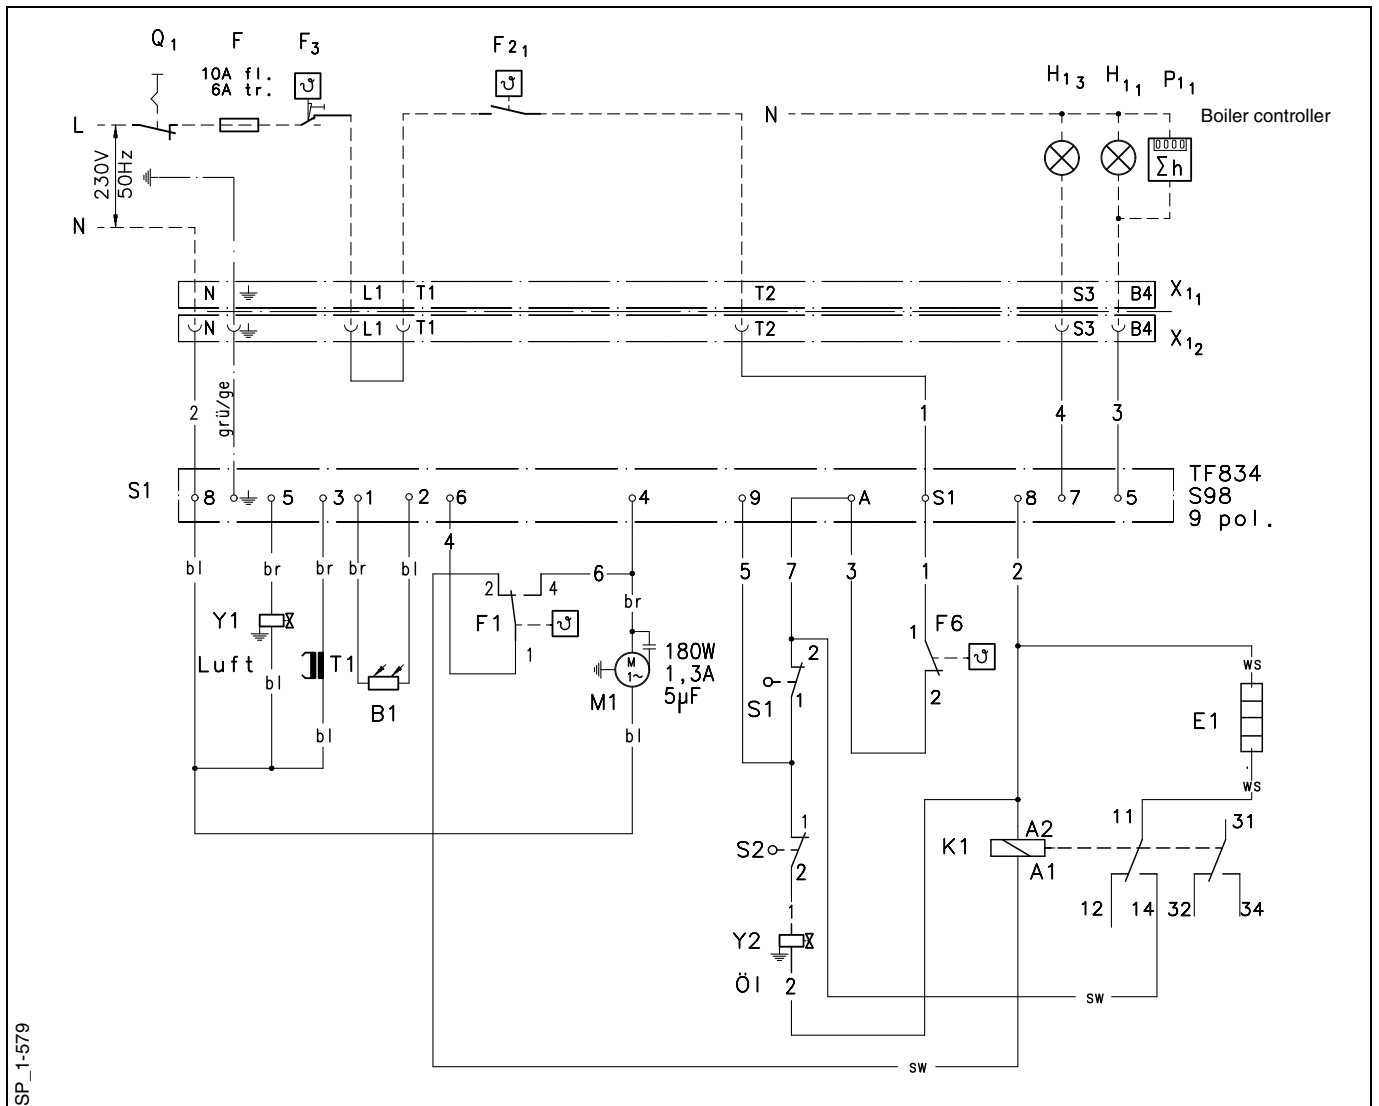 Q1 F F3 F21
10A fl.
6A tr.
H13 H11 P11
L N Boiler controller
230V
50Hz
N
Σh
N L1 T1 T2 S3 B4 X11
N L1 T1 T2 S3 B4 X12
2 grü/ge 1 4 3
S1 8 5 3 1 2 6 4 9 A S1 8 7 5
TF834
S98
9 pol.
4
bl br br br bl 6 5 7 3 1 2
2 4 br
Y1 F1 ϑ 1 F6 ϑ
Luft bl T1 1 M 1~ 180W
1,3A
5µF
M1
B1
bl bl
2
S1 1 2
ws
E1
ws
1
S2 2
K1 A2
A1
11 31
12 14 32 34
1
Y2
Öl 2
sw
sw
SP_1-579